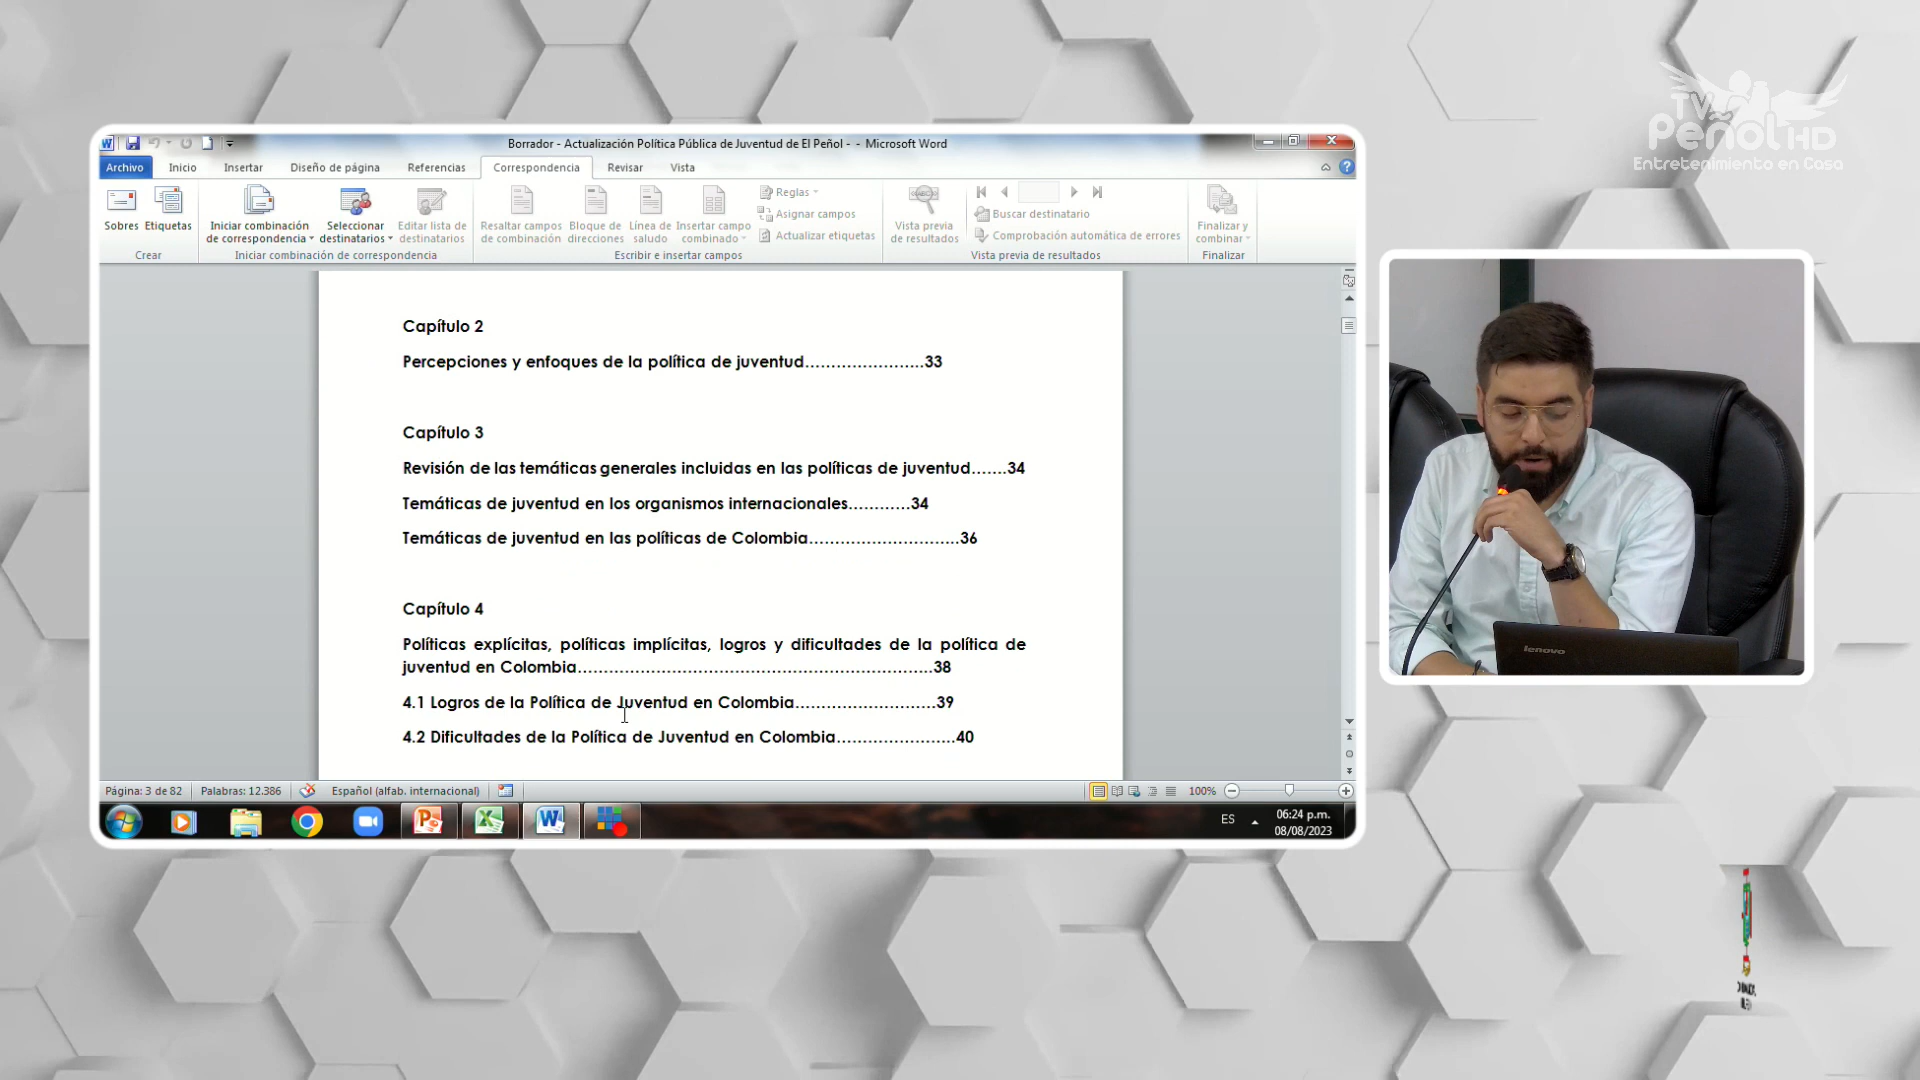 Borrador - Actualización Política Pública de Juventud de El Peñol - - Microsoft Word
Archivo Inicio Insertar Diseño de página Referencias Correspondencia Revisar Vista
Sobres Etiquetas
Crear
Iniciar combinación de correspondencia
Seleccionar destinatarios
Editar lista de destinatarios
Iniciar combinación de correspondencia
Resaltar campos de combinación
Bloque de direcciones
Línea de saludo
Insertar campo combinado
Reglas
Asignar campos
Actualizar etiquetas
Escribir e insertar campos
Vista previa de resultados
Buscar destinatario
Comprobación automática de errores
Vista previa de resultados
Finalizar y combinar
Finalizar
Capítulo 2
Percepciones y enfoques de la política de juventud.......................33
Capítulo 3
Revisión de las temáticas generales incluidas en las políticas de juventud.......34
Temáticas de juventud en los organismos internacionales............34
Temáticas de juventud en las políticas de Colombia.............................36
Capítulo 4
Políticas explícitas, políticas implícitas, logros y dificultades de la política de
juventud en Colombia....................................................................38
4.1 Logros de la Política de Juventud en Colombia...........................39
4.2 Dificultades de la Política de Juventud en Colombia.......................40
Página: 3 de 82 Palabras: 12.386 Español (alfab. internacional) 100%
ES 06:24 p.m.
08/08/2023
TV
Peñol HD
Entretenimiento en Casa
lenovo